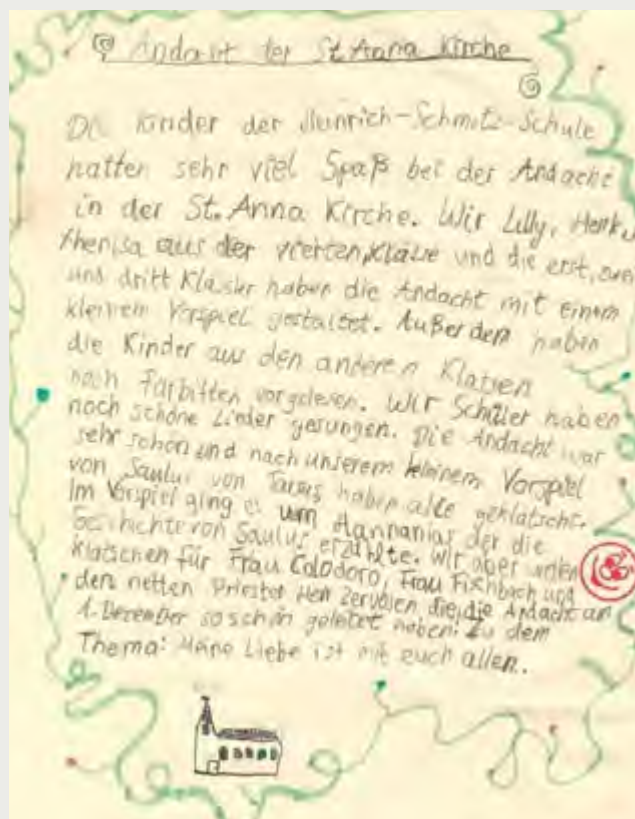 Andacht der St. Anna Kirche
Die Kinder der Heinrich-Schmitz-Schule
hatten sehr viel Spaß bei der Andacht
in der St. Anna Kirche. Wir Lilly,
aus der vierten Klasse und die erst, zwei
und dritt Klässler haben die Andacht mit einem
kleinem Vorspiel gestaltet. Außerdem haben
die Kinder aus den anderen Klassen
noch Fürbitten vorgelesen. Wir Schüler haben
noch schöne Lieder gesungen. Die Andacht war
sehr schön und nach unserem kleinem Vorspiel
von Saulus von Tarsus haben alle geklatscht.
Im Vorspiel ging es um Hannanias der die
Geschichte von Saulus erzählte. Wir aber
klatschen für Frau Colodoro, Frau Fischbach und
den netten Priester Herr die, die Andacht am
1. Dezember so schön geleitet haben. Zu dem
Thema: Meine Liebe ist mit euch allen.